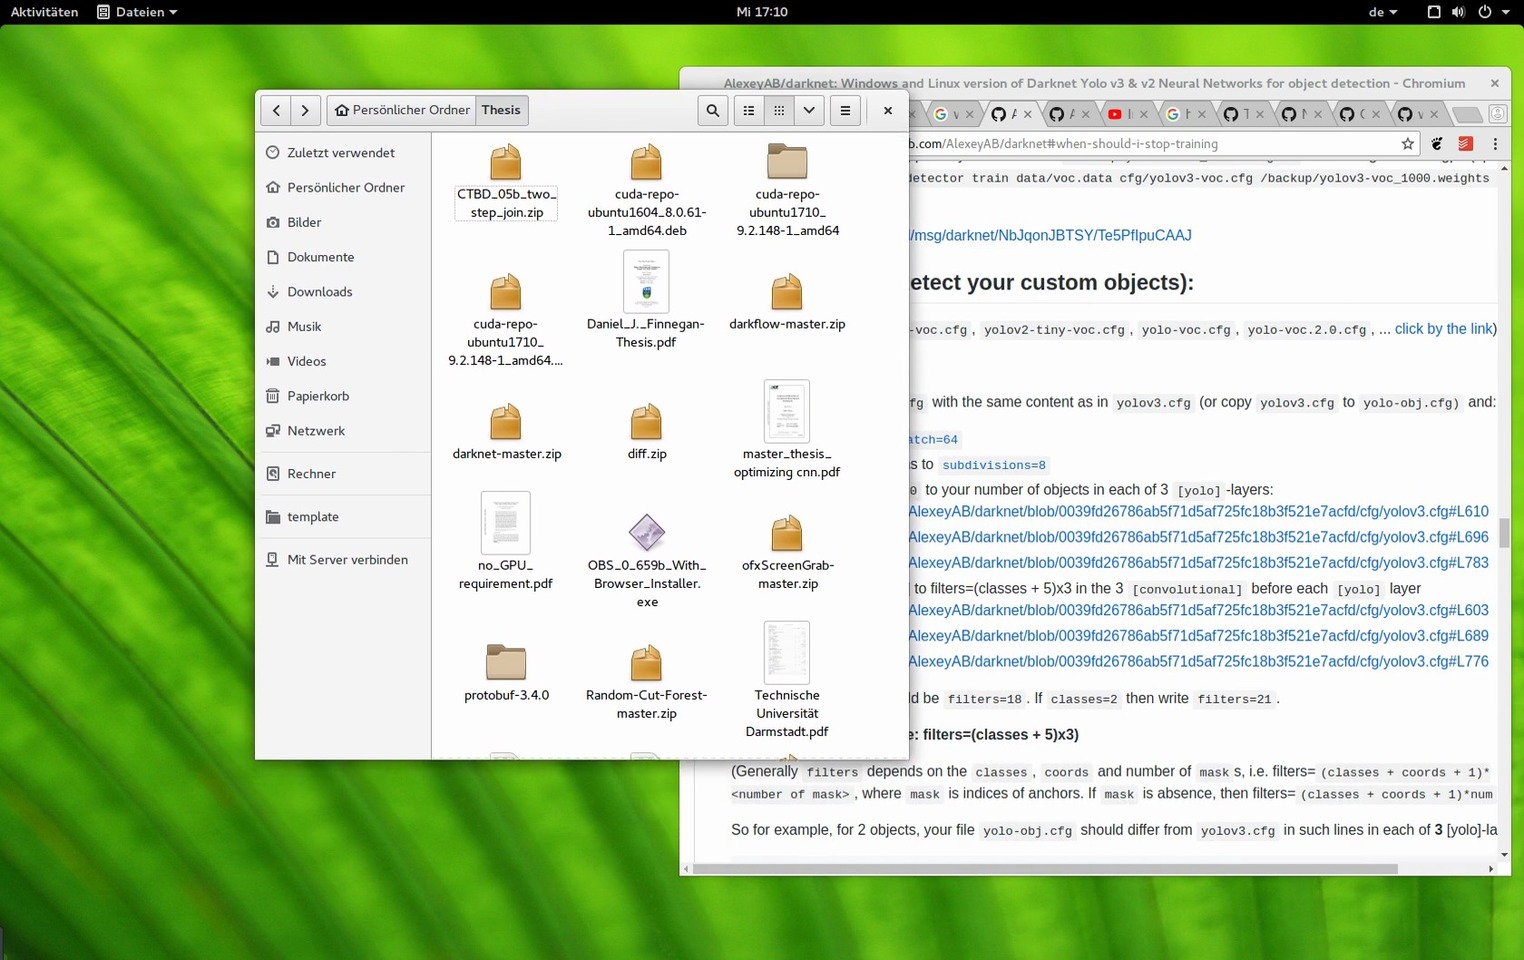 Aktivitäten
Dateien
Mi 17:10
de
AlexeyAB/darknet: Windows and Linux version of Darknet Yolo v3 & v2 Neural Networks for object detection - Chromium
Persönlicher Ordner
Thesis
b.com/AlexeyAB/darknet#when-should-i-stop-training
Zuletzt verwendet
Persönlicher Ordner
Bilder
Dokumente
Downloads
Musik
Videos
Papierkorb
Netzwerk
Rechner
template
Mit Server verbinden
CTBD_05b_two_
step_join.zip
cuda-repo-
ubuntu1604_8.0.61-
1_amd64.deb
cuda-repo-
ubuntu1710_
9.2.148-1_amd64
cuda-repo-
ubuntu1710_
9.2.148-1_amd64....
Daniel_J._Finnegan-
Thesis.pdf
darkflow-master.zip
darknet-master.zip
diff.zip
master_thesis_
optimizing cnn.pdf
no_GPU_
requirement.pdf
OBS_0_659b_With_
Browser_Installer.
exe
ofxScreenGrab-
master.zip
protobuf-3.4.0
Random-Cut-Forest-
master.zip
Technische
Universität
Darmstadt.pdf
detector train data/voc.data cfg/yolov3-voc.cfg /backup/yolov3-voc_1000.weights
/msg/darknet/NbJqonJBTSY/Te5PfIpuCAAJ
etect your custom objects):
-voc.cfg, yolov2-tiny-voc.cfg, yolo-voc.cfg, yolo-voc.2.0.cfg, ... click by the link)
fg with the same content as in yolov3.cfg (or copy yolov3.cfg to yolo-obj.cfg) and:
atch=64
s to subdivisions=8
0 to your number of objects in each of 3 [yolo]-layers:
AlexeyAB/darknet/blob/0039fd26786ab5f71d5af725fc18b3f521e7acfd/cfg/yolov3.cfg#L610
AlexeyAB/darknet/blob/0039fd26786ab5f71d5af725fc18b3f521e7acfd/cfg/yolov3.cfg#L696
AlexeyAB/darknet/blob/0039fd26786ab5f71d5af725fc18b3f521e7acfd/cfg/yolov3.cfg#L783
] to filters=(classes + 5)x3 in the 3 [convolutional] before each [yolo] layer
AlexeyAB/darknet/blob/0039fd26786ab5f71d5af725fc18b3f521e7acfd/cfg/yolov3.cfg#L603
AlexeyAB/darknet/blob/0039fd26786ab5f71d5af725fc18b3f521e7acfd/cfg/yolov3.cfg#L689
AlexeyAB/darknet/blob/0039fd26786ab5f71d5af725fc18b3f521e7acfd/cfg/yolov3.cfg#L776
ld be filters=18. If classes=2 then write filters=21.
e: filters=(classes + 5)x3)
(Generally filters depends on the classes, coords and number of masks, i.e. filters= (classes + coords + 1)*
<number of mask>, where mask is indices of anchors. If mask is absence, then filters= (classes + coords + 1)*num
So for example, for 2 objects, your file yolo-obj.cfg should differ from yolov3.cfg in such lines in each of 3 [yolo]-la